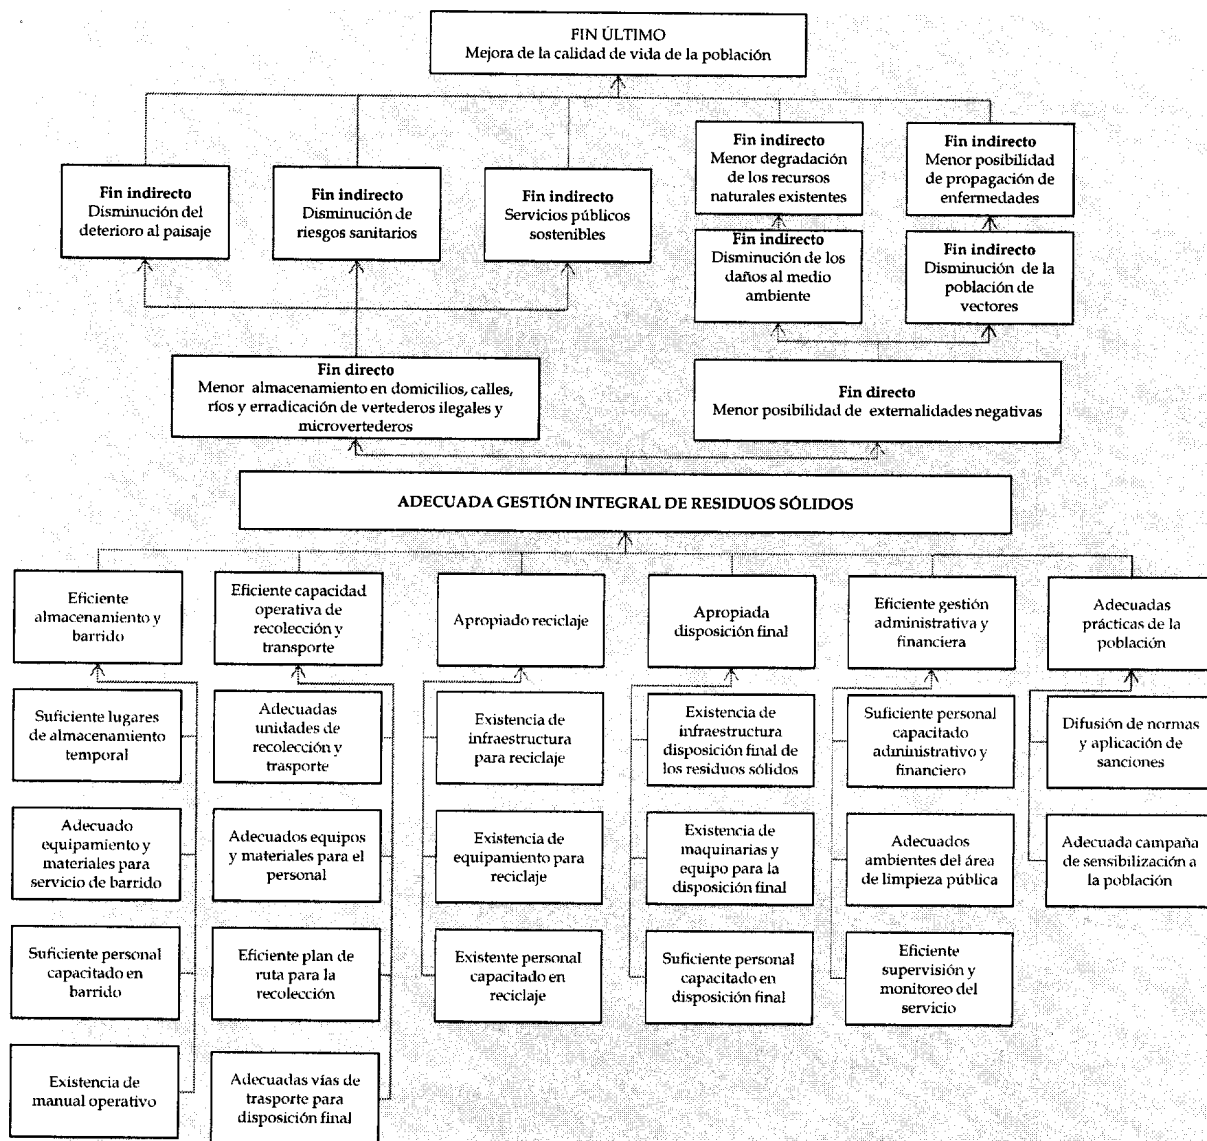 FIN ÚLTIMO
Mejora de la calidad de vida de la población
Fin indirecto
Disminución del
deterioro al paisaje
Fin indirecto
Disminución de
riesgos sanitarios
Fin indirecto
Servicios públicos
sostenibles
Fin indirecto
Menor degradación
de los recursos
naturales existentes
Fin indirecto
Menor posibilidad
de propagación de
enfermedades
Fin indirecto
Disminución de los
daños al medio
ambiente
Fin indirecto
Disminución de la
población de
vectores
Fin directo
Menor almacenamiento en domicilios, calles,
ríos y erradicación de vertederos ilegales y
microvertederos
Fin directo
Menor posibilidad de externalidades negativas
ADECUADA GESTIÓN INTEGRAL DE RESIDUOS SÓLIDOS
Eficiente
almacenamiento y
barrido
Eficiente capacidad
operativa de
recolección y
transporte
Apropiado reciclaje
Apropiada
disposición final
Eficiente gestión
administrativa y
financiera
Adecuadas
prácticas de la
población
Suficiente lugares
de almacenamiento
temporal
Adecuadas
unidades de
recolección y
trasporte
Existencia de
infraestructura
para reciclaje
Existencia de
infraestructura
disposición final de
los residuos sólidos
Suficiente personal
capacitado
administrativo y
financiero
Difusión de normas
y aplicación de
sanciones
Adecuado
equipamiento y
materiales para
servicio de barrido
Adecuados equipos
y materiales para el
personal
Existencia de
equipamiento para
reciclaje
Existencia de
maquinarias y
equipo para la
disposición final
Adecuados
ambientes del área
de limpieza pública
Adecuada campaña
de sensibilización a
la población
Suficiente personal
capacitado en
barrido
Eficiente plan de
ruta para la
recolección
Existente personal
capacitado en
reciclaje
Suficiente personal
capacitado en
disposición final
Eficiente
supervisión y
monitoreo del
servicio
Existencia de
manual operativo
Adecuadas vías de
trasporte para
disposición final